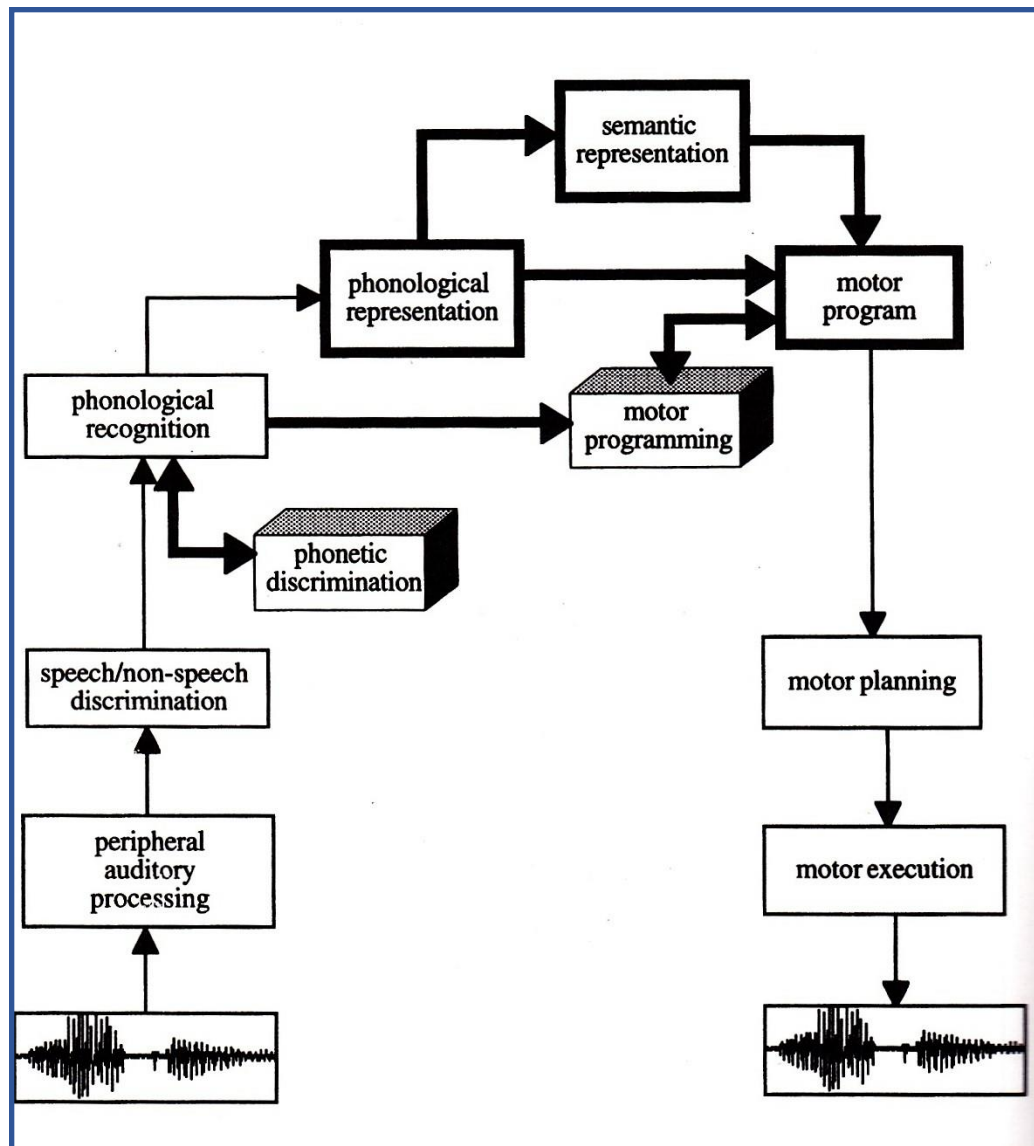 semantic
representation
phonological
representation
motor
program
phonological
recognition
motor
programming
phonetic
discrimination
speech/non-speech
discrimination
motor planning
peripheral
auditory
processing
motor execution